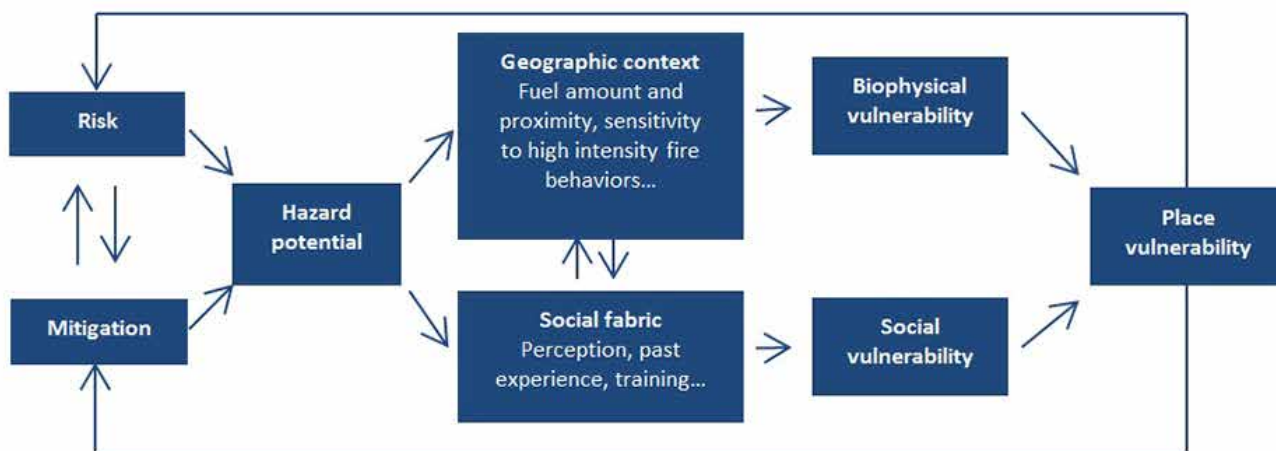 Risk
Mitigation
Hazard
potential
Geographic context
Fuel amount and
proximity, sensitivity
to high intensity fire
behaviors...
Social fabric
Perception, past
experience, training...
Biophysical
vulnerability
Social
vulnerability
Place
vulnerability